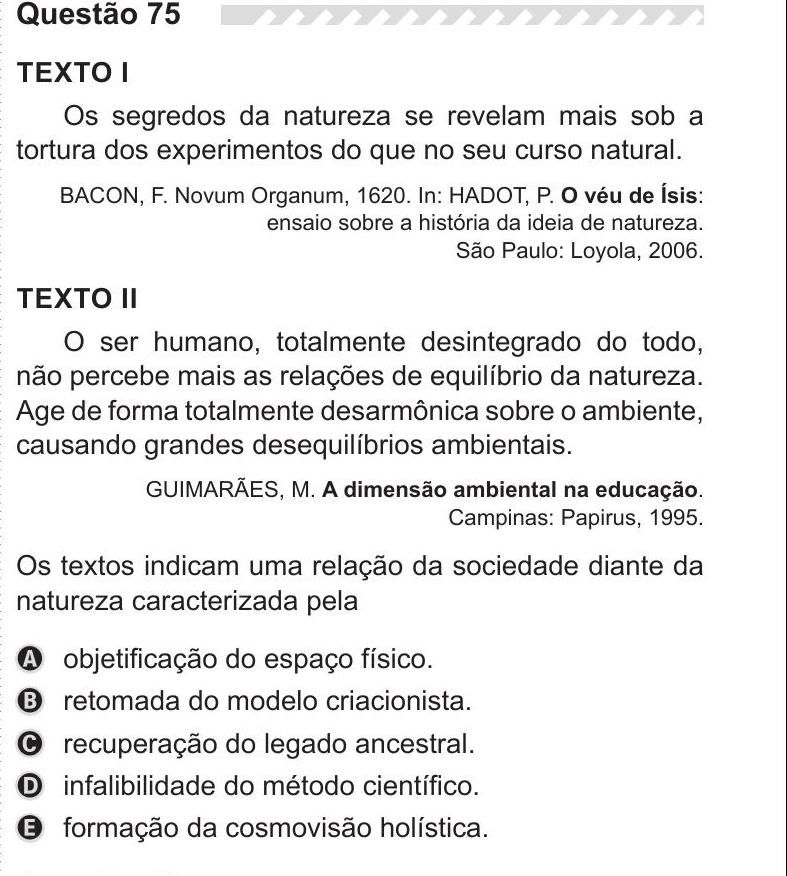 Questão 75
TEXTO I
Os segredos da natureza se revelam mais sob a
tortura dos experimentos do que no seu curso natural.
BACON, F. Novum Organum, 1620. In: HADOT, P. O véu de Ísis:
ensaio sobre a história da ideia de natureza.
São Paulo: Loyola, 2006.
TEXTO II
O ser humano, totalmente desintegrado do todo,
não percebe mais as relações de equilíbrio da natureza.
Age de forma totalmente desarmônica sobre o ambiente,
causando grandes desequilíbrios ambientais.
GUIMARÃES, M. A dimensão ambiental na educação.
Campinas: Papirus, 1995.
Os textos indicam uma relação da sociedade diante da
natureza caracterizada pela
A objetificação do espaço físico.
B retomada do modelo criacionista.
C recuperação do legado ancestral.
D infalibilidade do método científico.
E formação da cosmovisão holística.